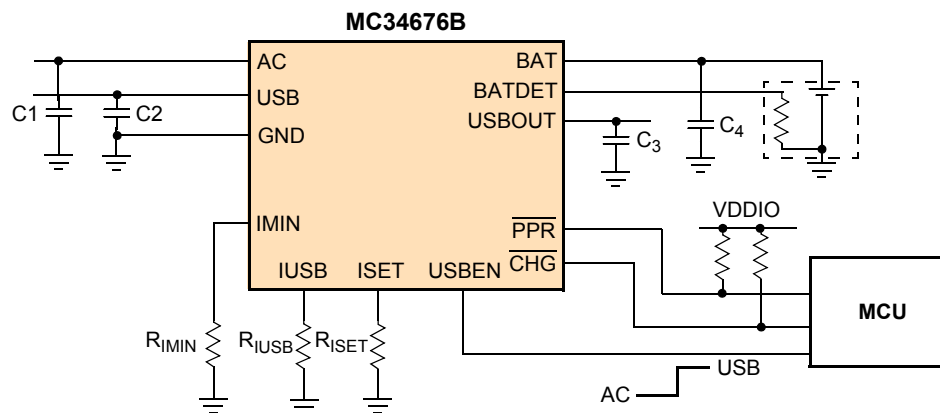 MC34676B
AC
BAT
USB
BATDET
C1
C2
GND
USBOUT
C3
C4
IMIN
PPR
VDDIO
CHG
IUSB
ISET
USBEN
MCU
RIMIN
RIUSB
RISET
USB
AC